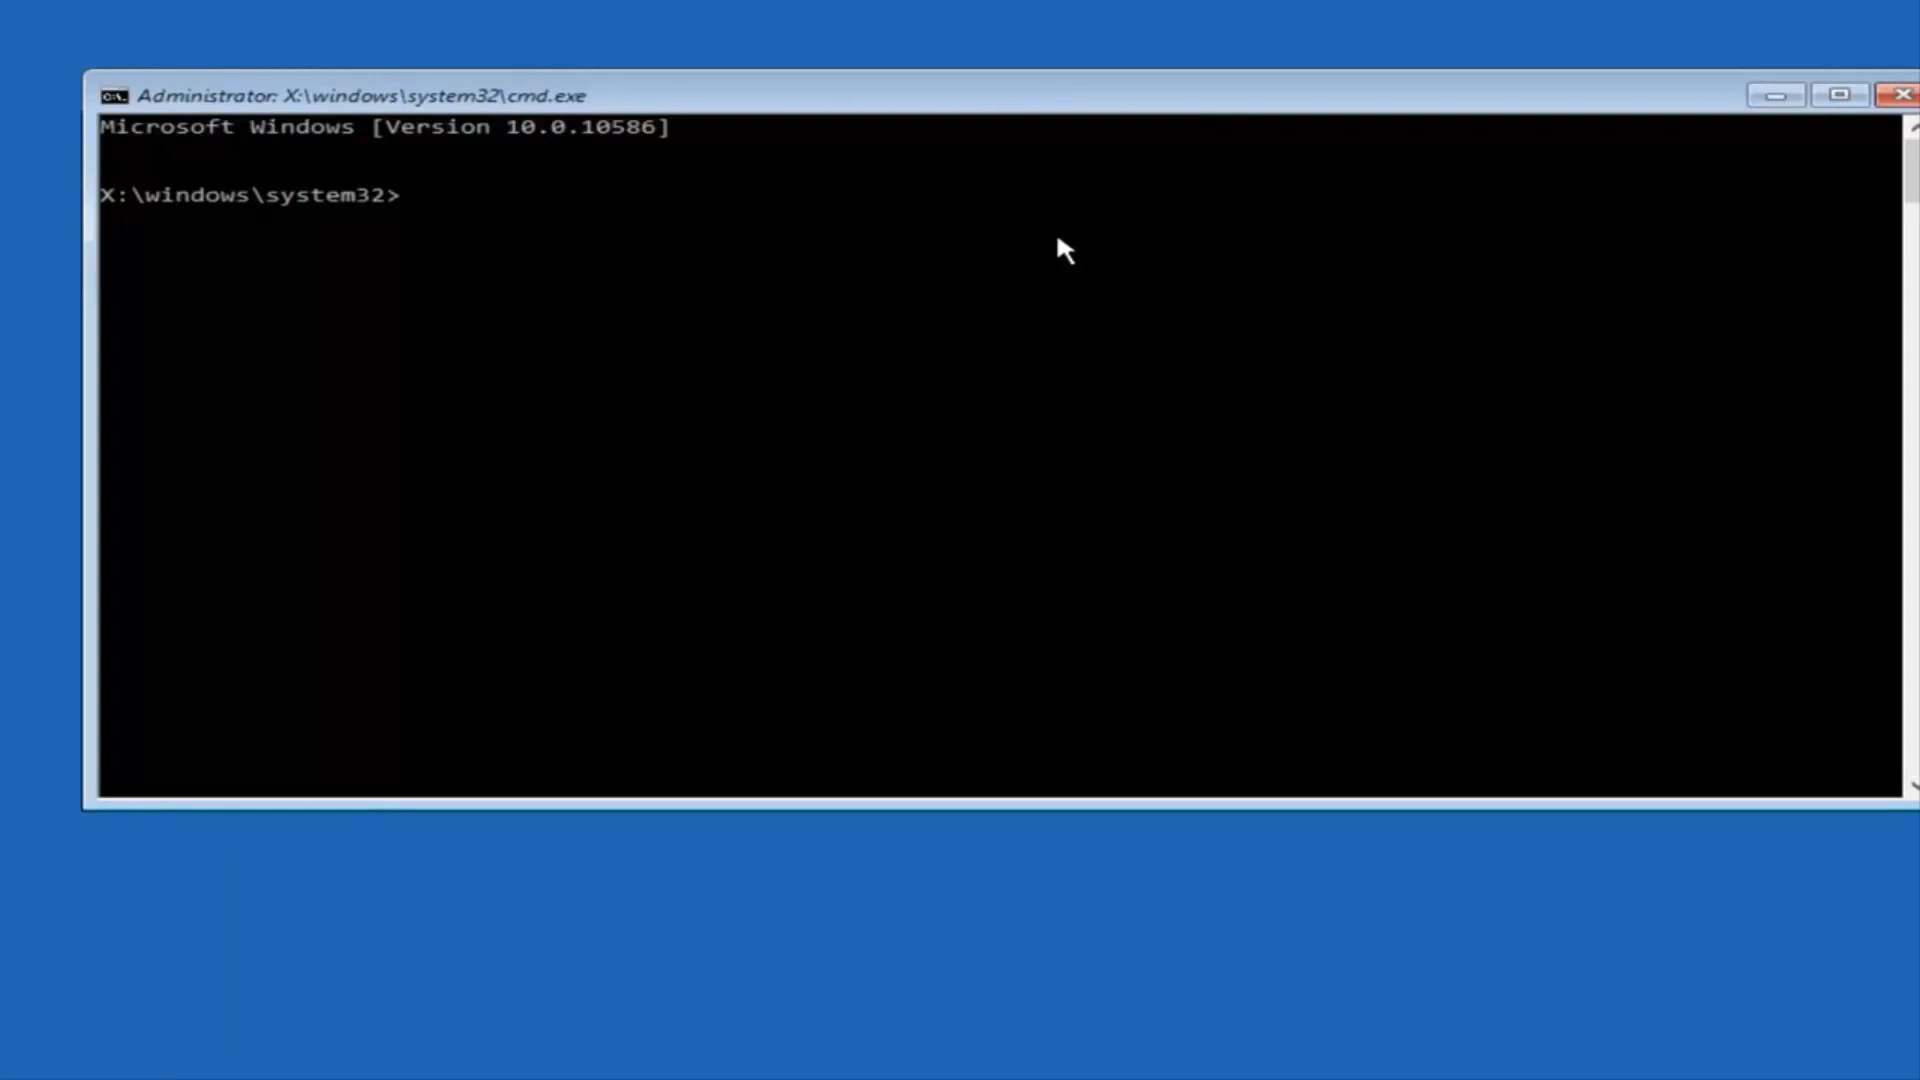 Administrator: X:\windows\system32\cmd.exe
Microsoft Windows [Version 10.0.10586]
X:\windows\system32>